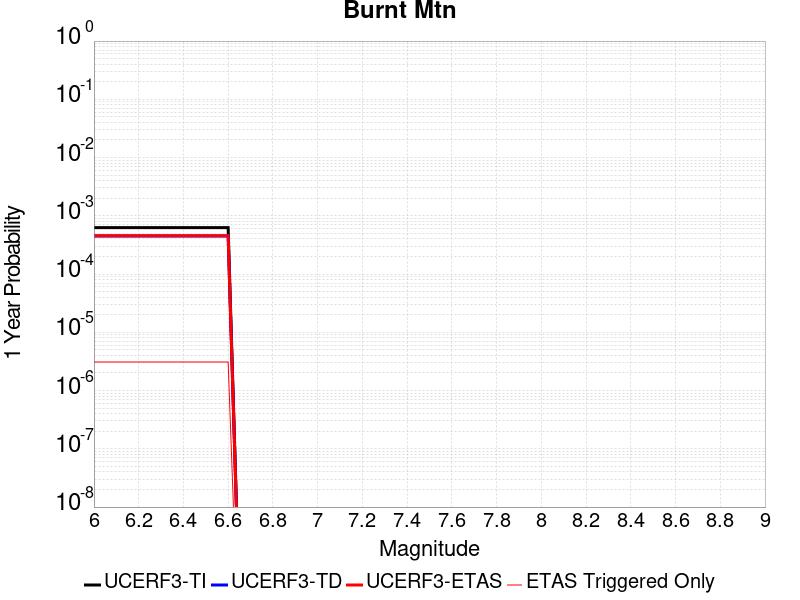 Burnt Mtn
10^0
10^-1
10^-2
10^-3
10^-4
10^-5
10^-6
10^-7
10^-8
1 Year Probability
6 6.2 6.4 6.6 6.8 7 7.2 7.4 7.6 7.8 8 8.2 8.4 8.6 8.8 9
Magnitude
UCERF3-TI UCERF3-TD UCERF3-ETAS ETAS Triggered Only